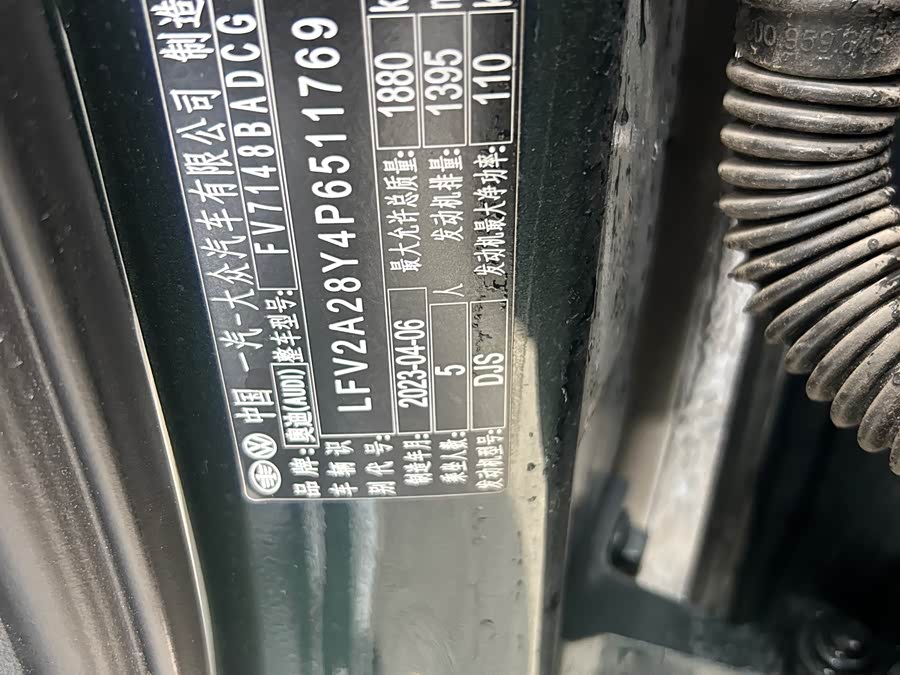 中国 一汽-大众汽车有限公司 制造
品牌: 奥迪(AUDI) 整车型号: FV7148BADCG
车辆识别代号: LFV2A28Y4P6511769
制造年月: 2023-04-06 最大允许总质量: 1880 k
乘坐人数: 5 人 发动机排量: 1395
发动机型号: DJS 发动机最大净功率: 110